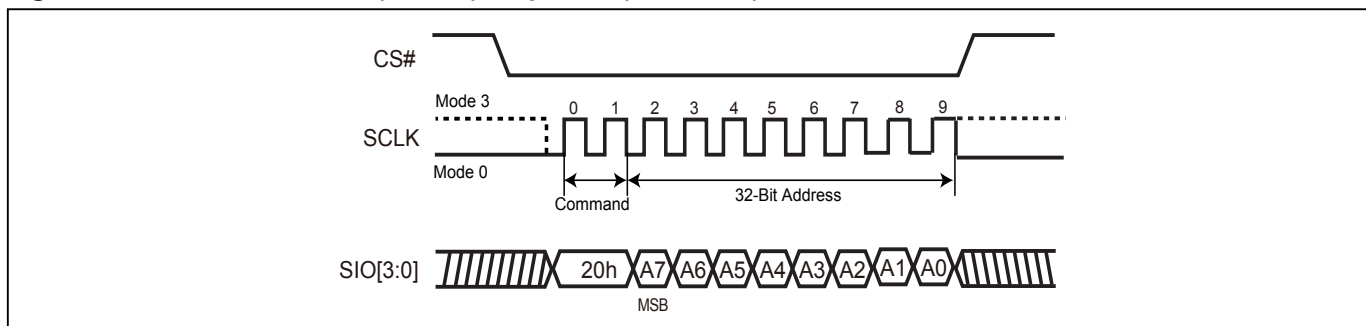 CS#
Mode 3
0 1 2 3 4 5 6 7 8 9
SCLK
Mode 0
Command
32-Bit Address
SIO[3:0]
20h A7 A6 A5 A4 A3 A2 A1 A0
MSB